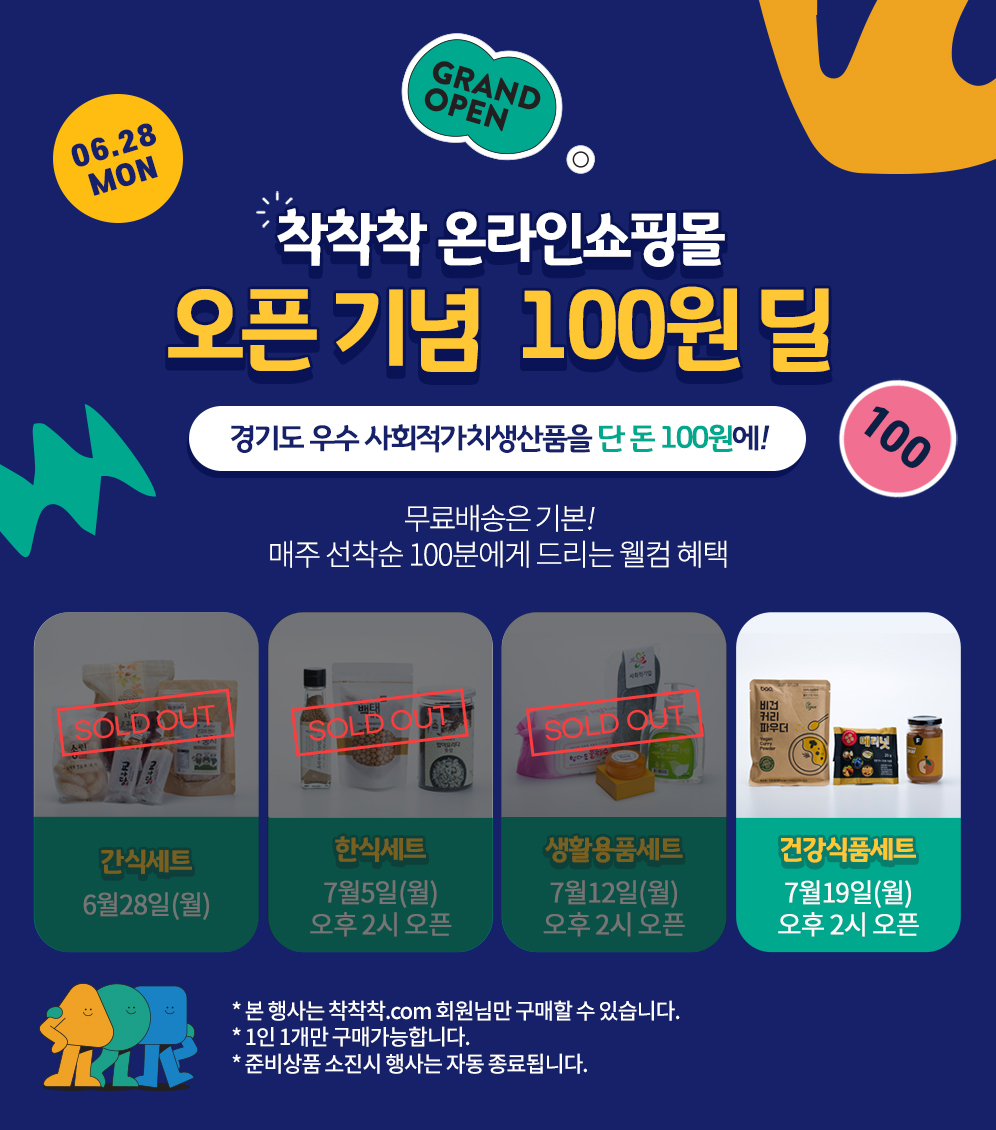 GRAND
OPEN
06.28
MON
착착착 온라인쇼핑몰
오픈 기념 100원 딜
경기도 우수 사회적가치생산품을 단 돈 100원에!
100
무료배송은 기본!
매주 선착순 100분에게 드리는 웰컴 혜택
SOLD OUT
간식세트
6월28일(월)
백태
SOLD OUT
한식세트
7월5일(월)
오후 2시 오픈
사회적기업
SOLD OUT
생활용품세트
7월12일(월)
오후 2시 오픈
비건
커리
파우더
Vegan
Curry
Powder
건강식품세트
7월19일(월)
오후 2시 오픈
* 본 행사는 착착착.com 회원님만 구매할 수 있습니다.
* 1인 1개만 구매가능합니다.
* 준비상품 소진시 행사는 자동 종료됩니다.